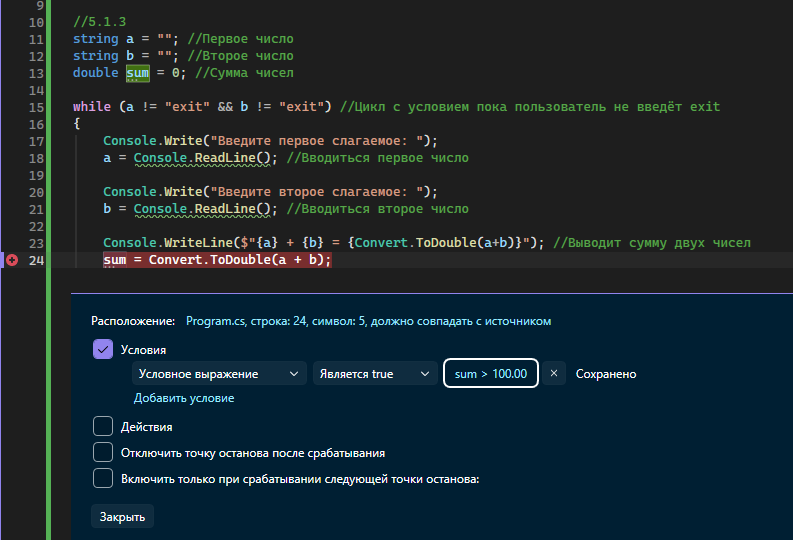 9
10 //5.1.3
11 string a = ""; //Первое число
12 string b = ""; //Второе число
13 double sum = 0; //Сумма чисел
14
15 while (a != "exit" && b != "exit") //Цикл с условием пока пользователь не введёт exit
16 {
17 Console.Write("Введите первое слагаемое: ");
18 a = Console.ReadLine(); //Вводиться первое число
19
20 Console.Write("Введите второе слагаемое: ");
21 b = Console.ReadLine(); //Вводиться второе число
22
23 Console.WriteLine($"{a} + {b} = {Convert.ToDouble(a+b)}"); //Выводит сумму двух чисел
24 sum = Convert.ToDouble(a + b);
Расположение: Program.cs, строка: 24, символ: 5, должно совпадать с источником
Условия
Условное выражение Является true sum > 100.00 × Сохранено
Добавить условие
Действия
Отключить точку останова после срабатывания
Включить только при срабатывании следующей точки останова:
Закрыть